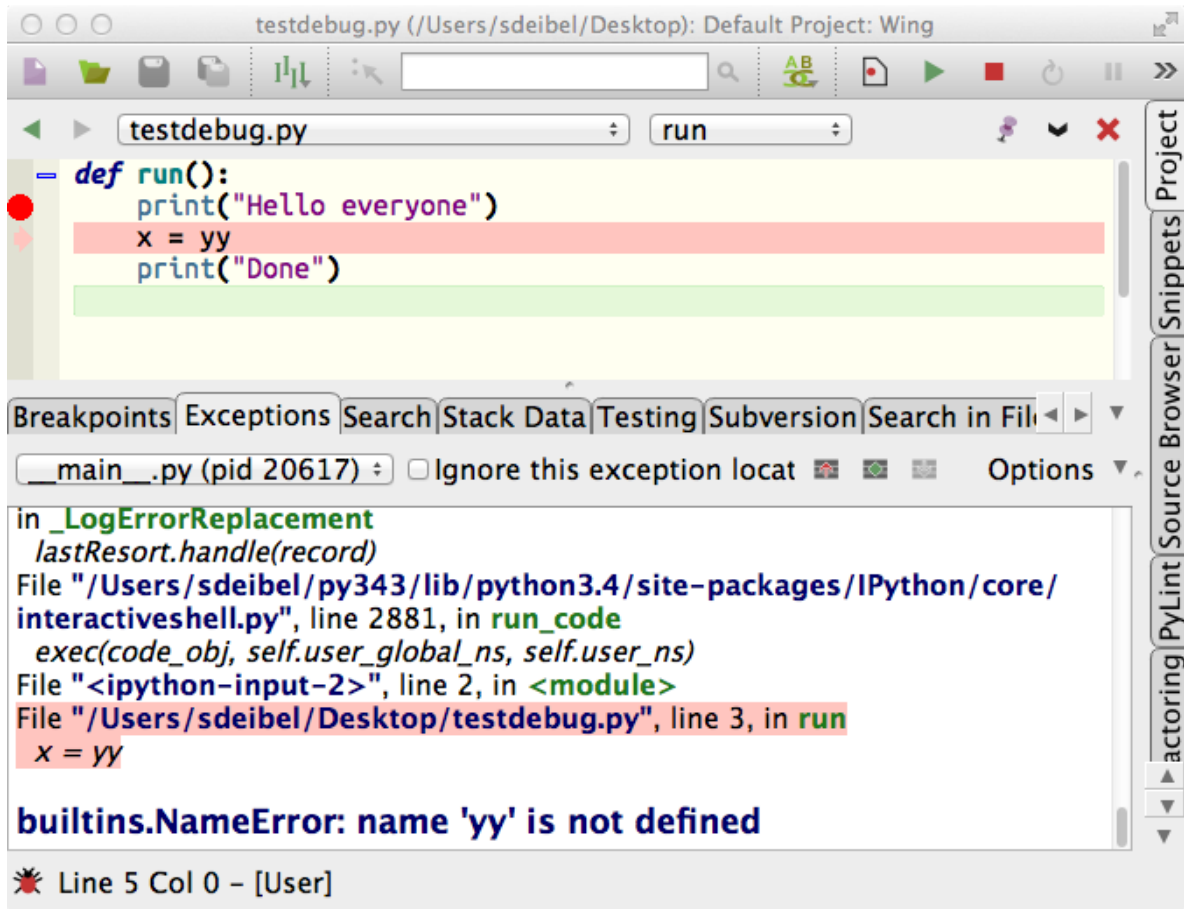 testdebug.py (/Users/sdeibel/Desktop): Default Project: Wing
testdebug.py run
def run():
print("Hello everyone")
x = yy
print("Done")
Breakpoints Exceptions Search Stack Data Testing Subversion Search in Fil
__main__.py (pid 20617) Ignore this exception locat Options
in _LogErrorReplacement
lastResort.handle(record)
File "/Users/sdeibel/py343/lib/python3.4/site-packages/IPython/core/
interactiveshell.py", line 2881, in run_code
exec(code_obj, self.user_global_ns, self.user_ns)
File "<ipython-input-2>", line 2, in <module>
File "/Users/sdeibel/Desktop/testdebug.py", line 3, in run
x = yy
builtins.NameError: name 'yy' is not defined
Line 5 Col 0 – [User]
Project
Snippets
Source Browser
PyLint
actoring